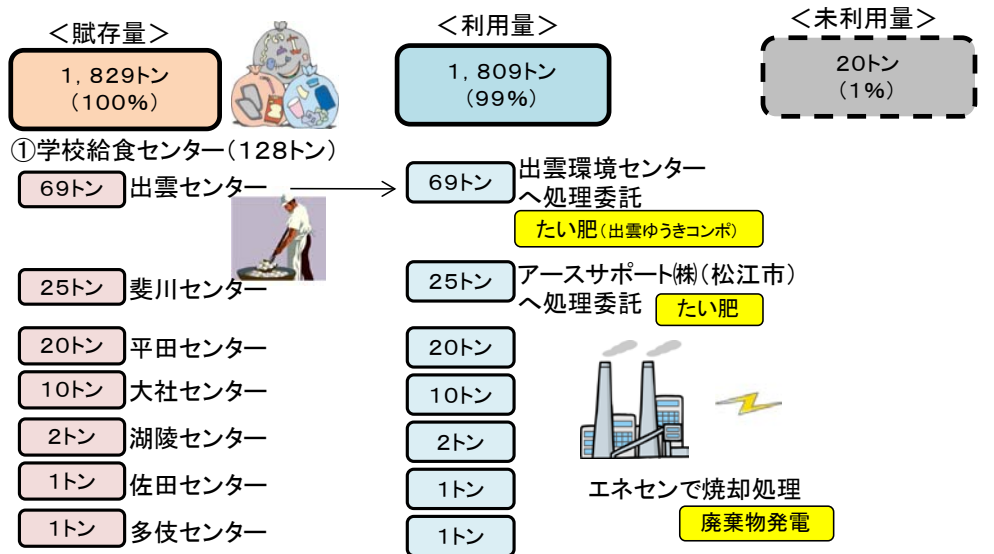 ＜賦存量＞
＜利用量＞
＜未利用量＞
1，829トン
（100％）
1，809トン
（99％）
20トン
（1％）
①学校給食センター（128トン）
69トン 出雲センター
69トン
出雲環境センター
へ処理委託
たい肥（出雲ゆうきコンポ）
25トン 斐川センター
25トン
アースサポート㈱（松江市）
へ処理委託
たい肥
20トン 平田センター
20トン
10トン 大社センター
10トン
2トン 湖陵センター
2トン
1トン 佐田センター
1トン
エネセンで焼却処理
廃棄物発電
1トン 多伎センター
1トン